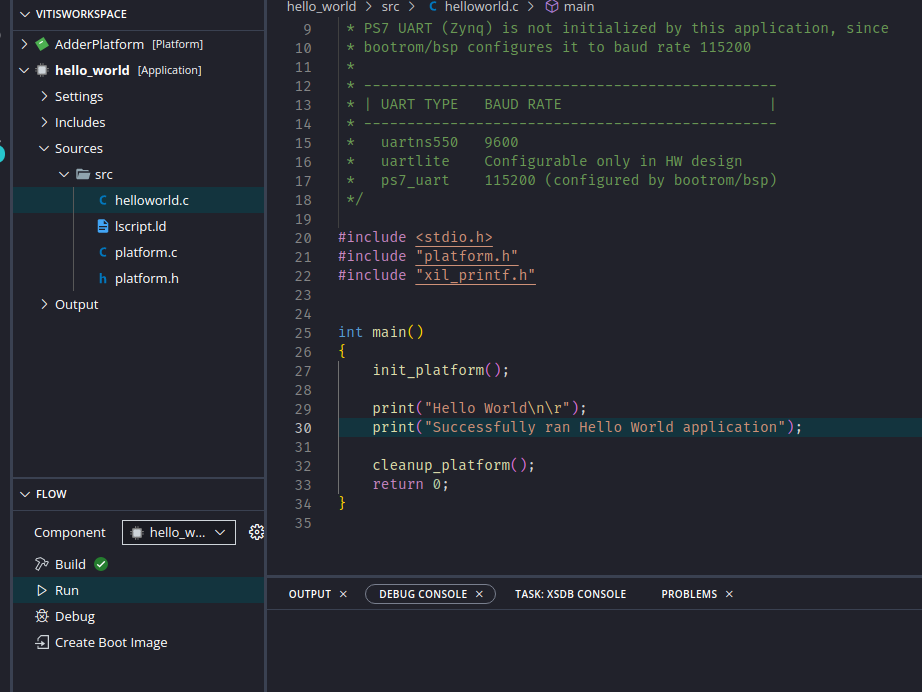 VITISWORKSPACE
AdderPlatform [Platform]
hello_world [Application]
Settings
Includes
Sources
src
C helloworld.c
lscript.ld
C platform.c
h platform.h
Output
FLOW
Component hello_w...
Build
Run
Debug
Create Boot Image
hello_world > src > C helloworld.c > main
9 * PS7 UART (Zynq) is not initialized by this application, since
10 * bootrom/bsp configures it to baud rate 115200
11 *
12 * ------------------------------------------------
13 * | UART TYPE   BAUD RATE                        |
14 * ------------------------------------------------
15 *   uartns550   9600
16 *   uartlite    Configurable only in HW design
17 *   ps7_uart    115200 (configured by bootrom/bsp)
18 */
19
20 #include <stdio.h>
21 #include "platform.h"
22 #include "xil_printf.h"
23
24
25 int main()
26 {
27     init_platform();
28
29     print("Hello World\n\r");
30     print("Successfully ran Hello World application");
31
32     cleanup_platform();
33     return 0;
34 }
35
OUTPUT × DEBUG CONSOLE × TASK: XSDB CONSOLE PROBLEMS ×